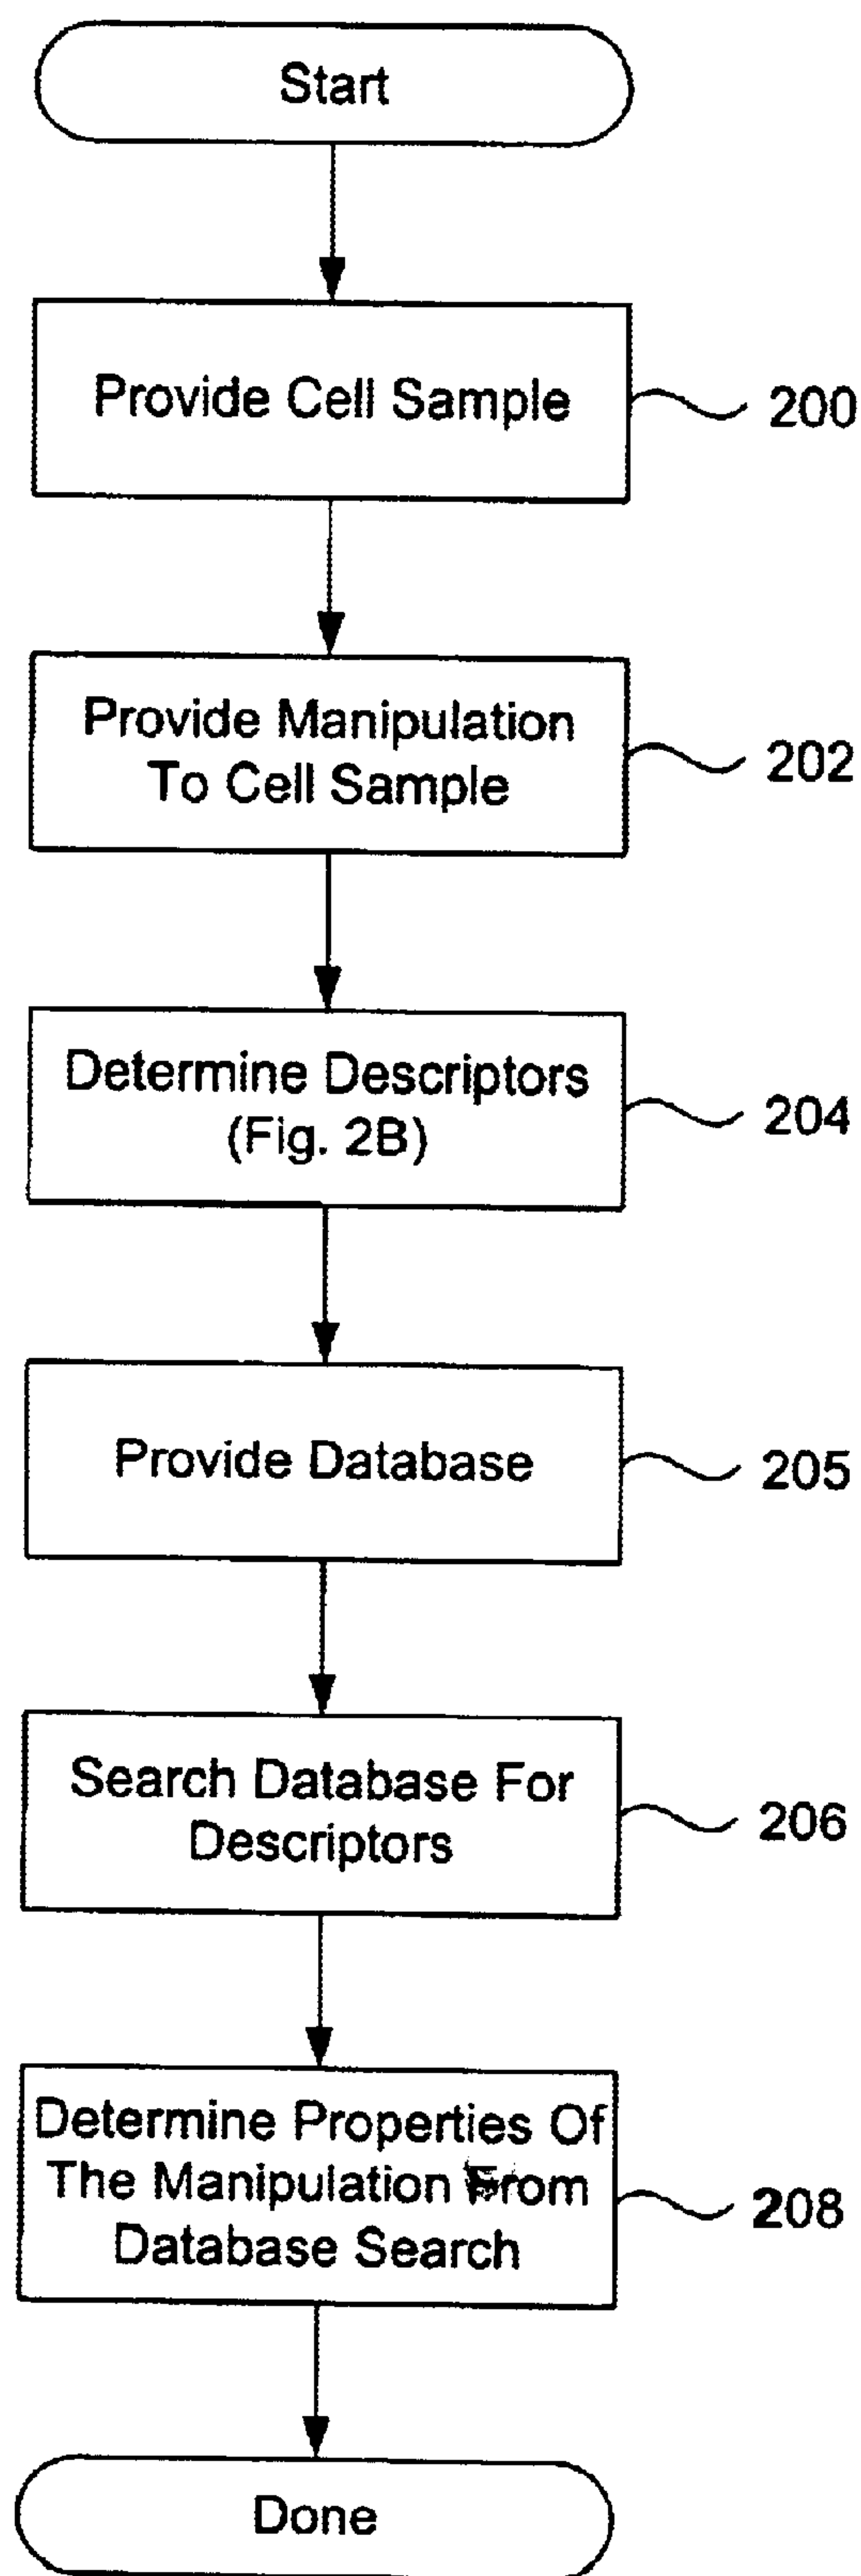 Start
Provide Cell Sample
200
Provide Manipulation
To Cell Sample
202
Determine Descriptors
(Fig. 2B)
204
Provide Database
205
Search Database For
Descriptors
206
Determine Properties Of
The Manipulation From
Database Search
208
Done